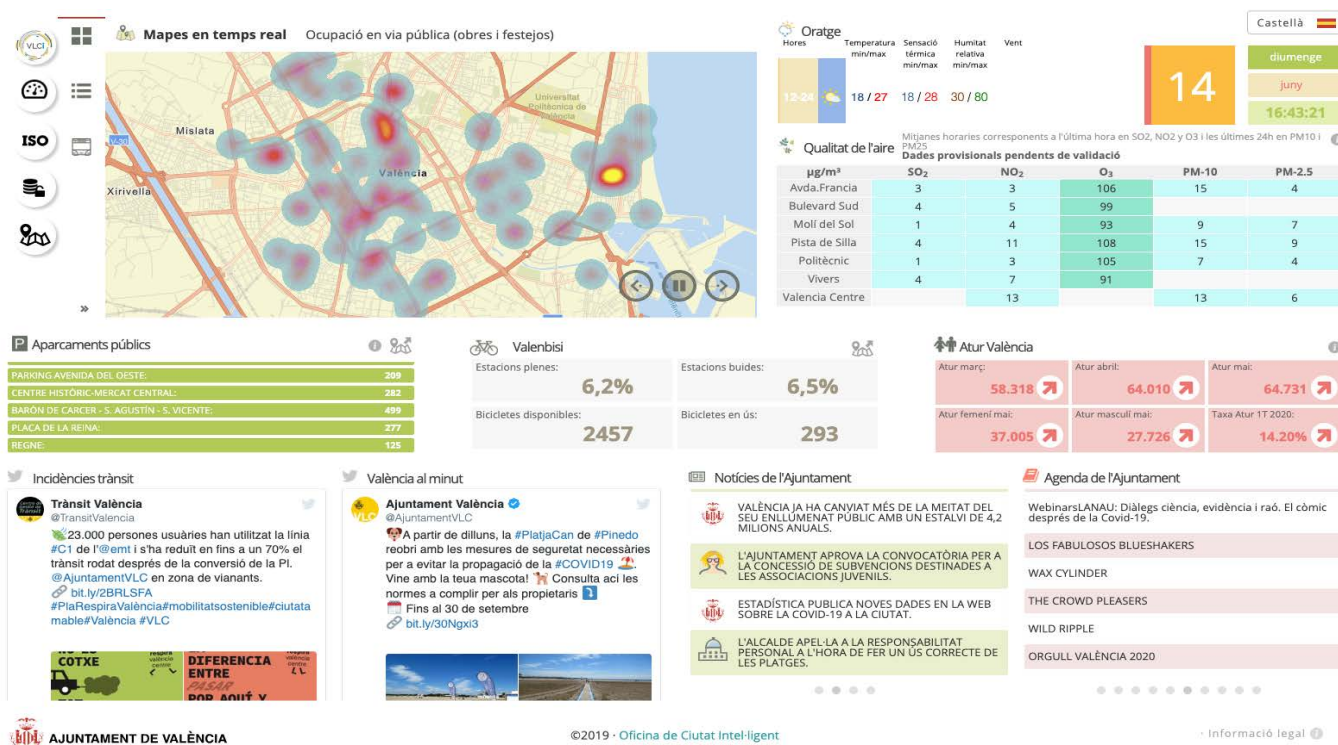 VLCi
ISO
»
Mapes en temps real Ocupació en via pública (obres i festejos)
Universitat
Politècnica de
València
Mislata
V-30
València
Xirivella
Oratge
Hores Temperatura min/max Sensació tèrmica min/max Humitat relativa min/max Vent
12-24 18 / 27 18 / 28 30 / 80
14
Castellà
diumenge
juny
16:43:21
Qualitat de l'aire
Mitjanes horaries corresponents a l'última hora en SO2, NO2 y O3 i les últimes 24h en PM10 i
PM25
Dades provisionals pendents de validació
µg/m³ SO₂ NO₂ O₃ PM-10 PM-2.5
Avda.Francia 3 3 106 15 4
Bulevard Sud 4 5 99
Molí del Sol 1 4 93 9 7
Pista de Silla 4 11 108 15 9
Politècnic 1 3 105 7 4
Vivers 4 7 91
Valencia Centre 13 13 6
P Aparcaments públics
PARKING AVENIDA DEL OESTE: 209
CENTRE HISTÒRIC-MERCAT CENTRAL: 282
BARÓN DE CARCER - S. AGUSTÍN - S. VICENTE: 499
PLAÇA DE LA REINA: 277
REGNE: 125
Valenbisi
Estacions plenes: 6,2%
Estacions buides: 6,5%
Bicicletes disponibles: 2457
Bicicletes en ús: 293
Atur València
Atur març: 58.318
Atur abril: 64.010
Atur mai: 64.731
Atur femení mai: 37.005
Atur masculí mai: 27.726
Taxa Atur 1T 2020: 14.20%
Incidències trànsit
Trànsit València
@TransitValencia
23.000 persones usuàries han utilitzat la línia
#C1 de l'@emt i s'ha reduït en fins a un 70% el
trànsit rodat després de la conversió de la Pl.
@AjuntamentVLC en zona de vianants.
bit.ly/2BRLSFA
#PlaRespiraValència#mobilitatsostenible#ciutata
mable#València #VLC
COTXE
DIFERENCIA
ENTRE
PASAR
POR AQUÍ Y
València al minut
VLC
Ajuntament València
@AjuntamentVLC
A partir de dilluns, la #PlatjaCan de #Pinedo
reobri amb les mesures de seguretat necessàries
per a evitar la propagació de la #COVID19
Vine amb la teua mascota! Consulta ací les
normes a complir per als propietaris
Fins al 30 de setembre
bit.ly/30Ngxi3
Notícies de l'Ajuntament
VALÈNCIA JA HA CANVIAT MÉS DE LA MEITAT DEL
SEU ENLLUMENAT PÚBLIC AMB UN ESTALVI DE 4,2
MILIONS ANUALS.
L'AJUNTAMENT APROVA LA CONVOCATÒRIA PER A
LA CONCESSIÓ DE SUBVENCIONS DESTINADES A
LES ASSOCIACIONS JUVENILS.
ESTADÍSTICA PUBLICA NOVES DADES EN LA WEB
SOBRE LA COVID-19 A LA CIUTAT.
L'ALCALDE APEL·LA A LA RESPONSABILITAT
PERSONAL A L'HORA DE FER UN ÚS CORRECTE DE
LES PLATGES.
Agenda de l'Ajuntament
WebinarsLANAU: Diàlegs ciència, evidència i raó. El còmic
després de la Covid-19.
LOS FABULOSOS BLUESHAKERS
WAX CYLINDER
THE CROWD PLEASERS
WILD RIPPLE
ORGULL VALÈNCIA 2020
AJUNTAMENT DE VALÈNCIA
©2019 · Oficina de Ciutat Intel·ligent
· Informació legal